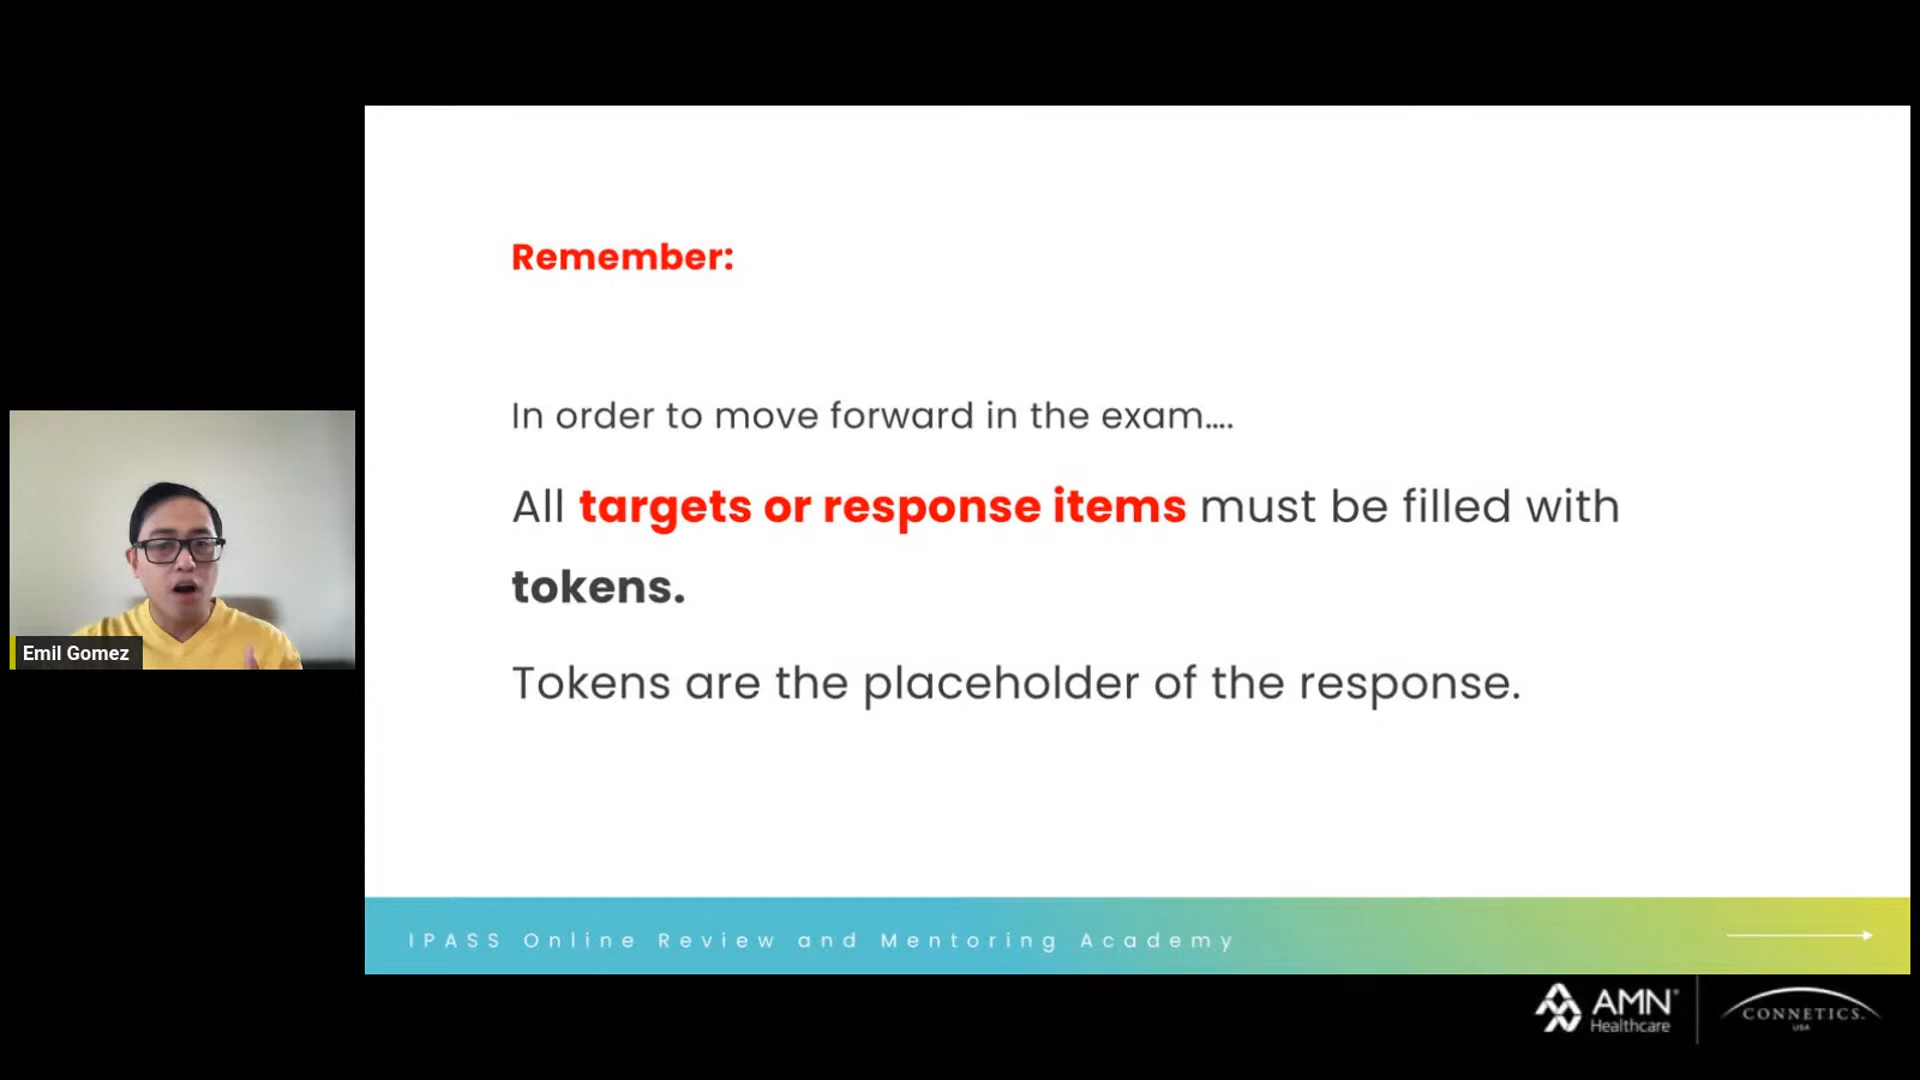 Remember:
In order to move forward in the exam....
All targets or response items must be filled with
tokens.
Tokens are the placeholder of the response.
Emil Gomez
IPASS Online Review and Mentoring Academy
AMN
Healthcare
CONNETICS
USA